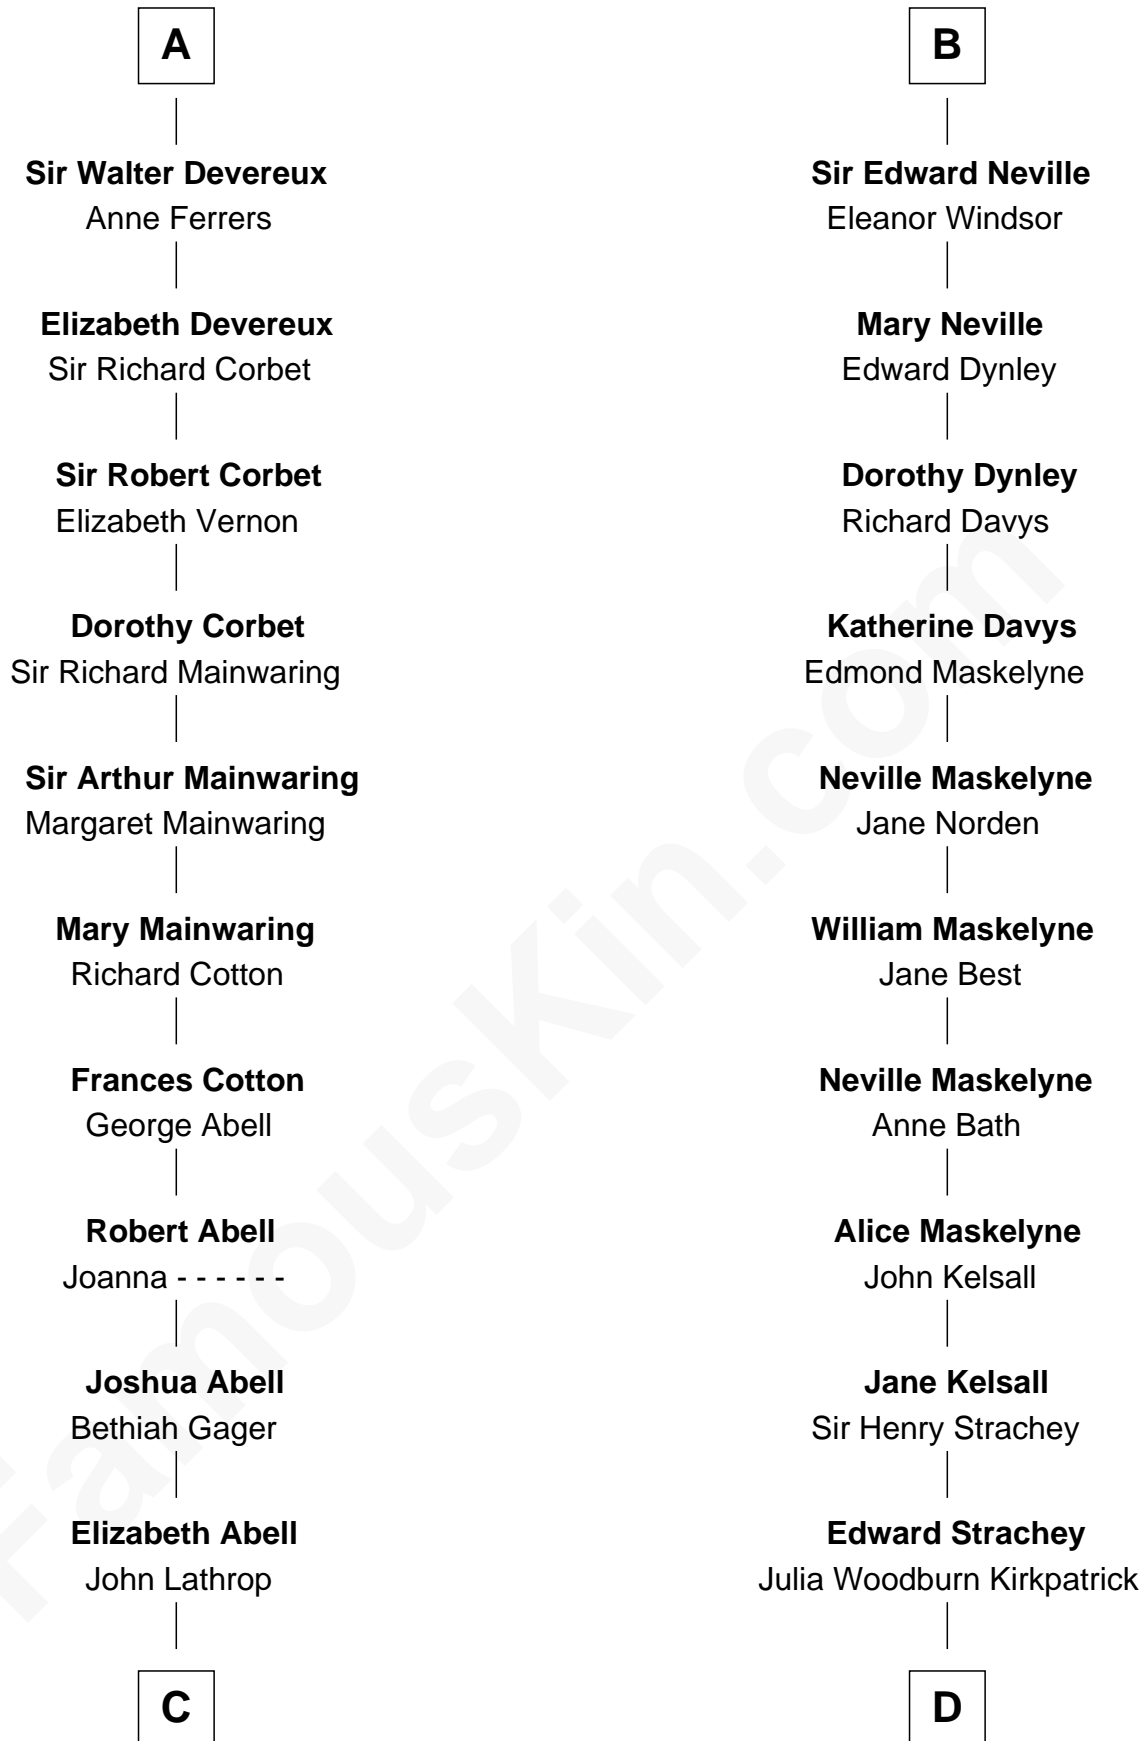 A
Sir Walter Devereux
Anne Ferrers
Elizabeth Devereux
Sir Richard Corbet
Sir Robert Corbet
Elizabeth Vernon
Dorothy Corbet
Sir Richard Mainwaring
Sir Arthur Mainwaring
Margaret Mainwaring
Mary Mainwaring
Richard Cotton
Frances Cotton
George Abell
Robert Abell
Joanna - - - - - -
Joshua Abell
Bethiah Gager
Elizabeth Abell
John Lathrop
C
B
Sir Edward Neville
Eleanor Windsor
Mary Neville
Edward Dynley
Dorothy Dynley
Richard Davys
Katherine Davys
Edmond Maskelyne
Neville Maskelyne
Jane Norden
William Maskelyne
Jane Best
Neville Maskelyne
Anne Bath
Alice Maskelyne
John Kelsall
Jane Kelsall
Sir Henry Strachey
Edward Strachey
Julia Woodburn Kirkpatrick
D
FamousKin.com